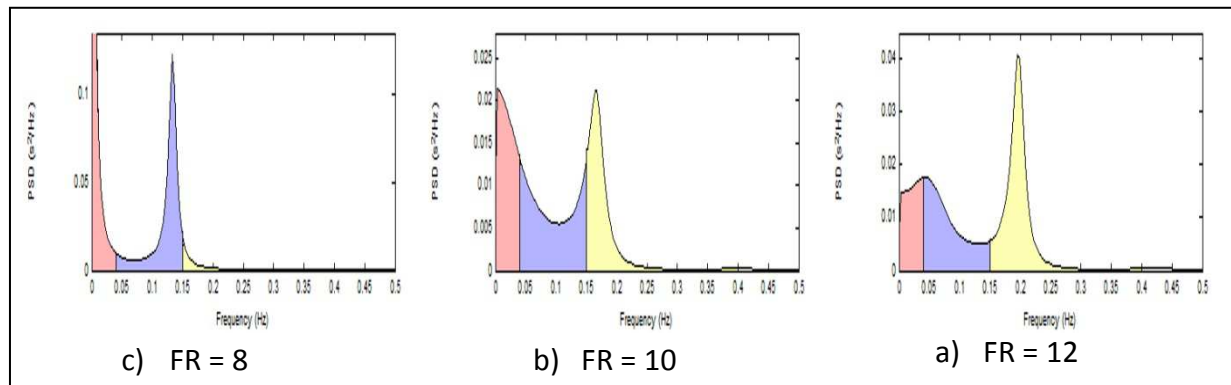 PSD (s²/Hz)
0.1
0.05
0
0 0.05 0.1 0.15 0.2 0.25 0.3 0.35 0.4 0.45 0.5
Frequency (Hz)
c) FR = 8
PSD (s²/Hz)
0.025
0.02
0.015
0.01
0.005
0
0 0.05 0.1 0.15 0.2 0.25 0.3 0.35 0.4 0.45 0.5
Frequency (Hz)
b) FR = 10
PSD (s²/Hz)
0.04
0.03
0.02
0.01
0
0 0.05 0.1 0.15 0.2 0.25 0.3 0.35 0.4 0.45 0.5
Frequency (Hz)
a) FR = 12